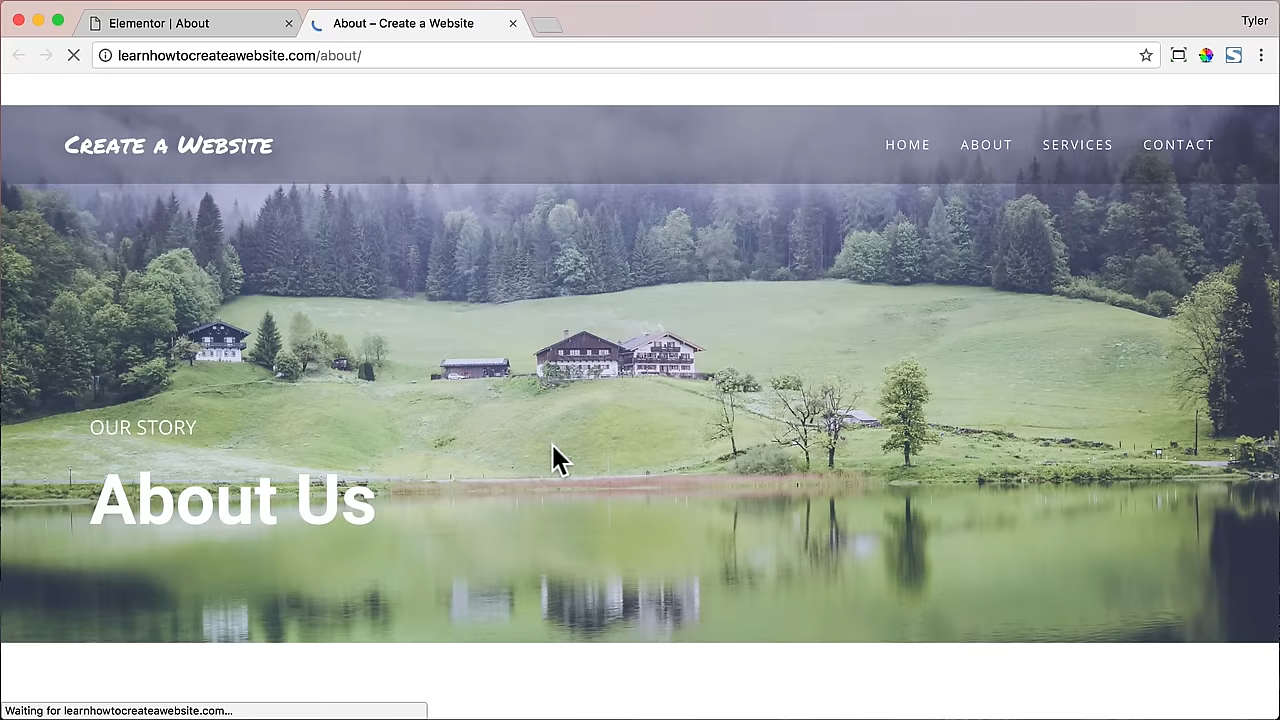 Elementor | About
About – Create a Website
Tyler
learnhowtocreateawebsite.com/about/
Create a Website
HOME ABOUT SERVICES CONTACT
OUR STORY
About Us
Waiting for learnhowtocreateawebsite.com...